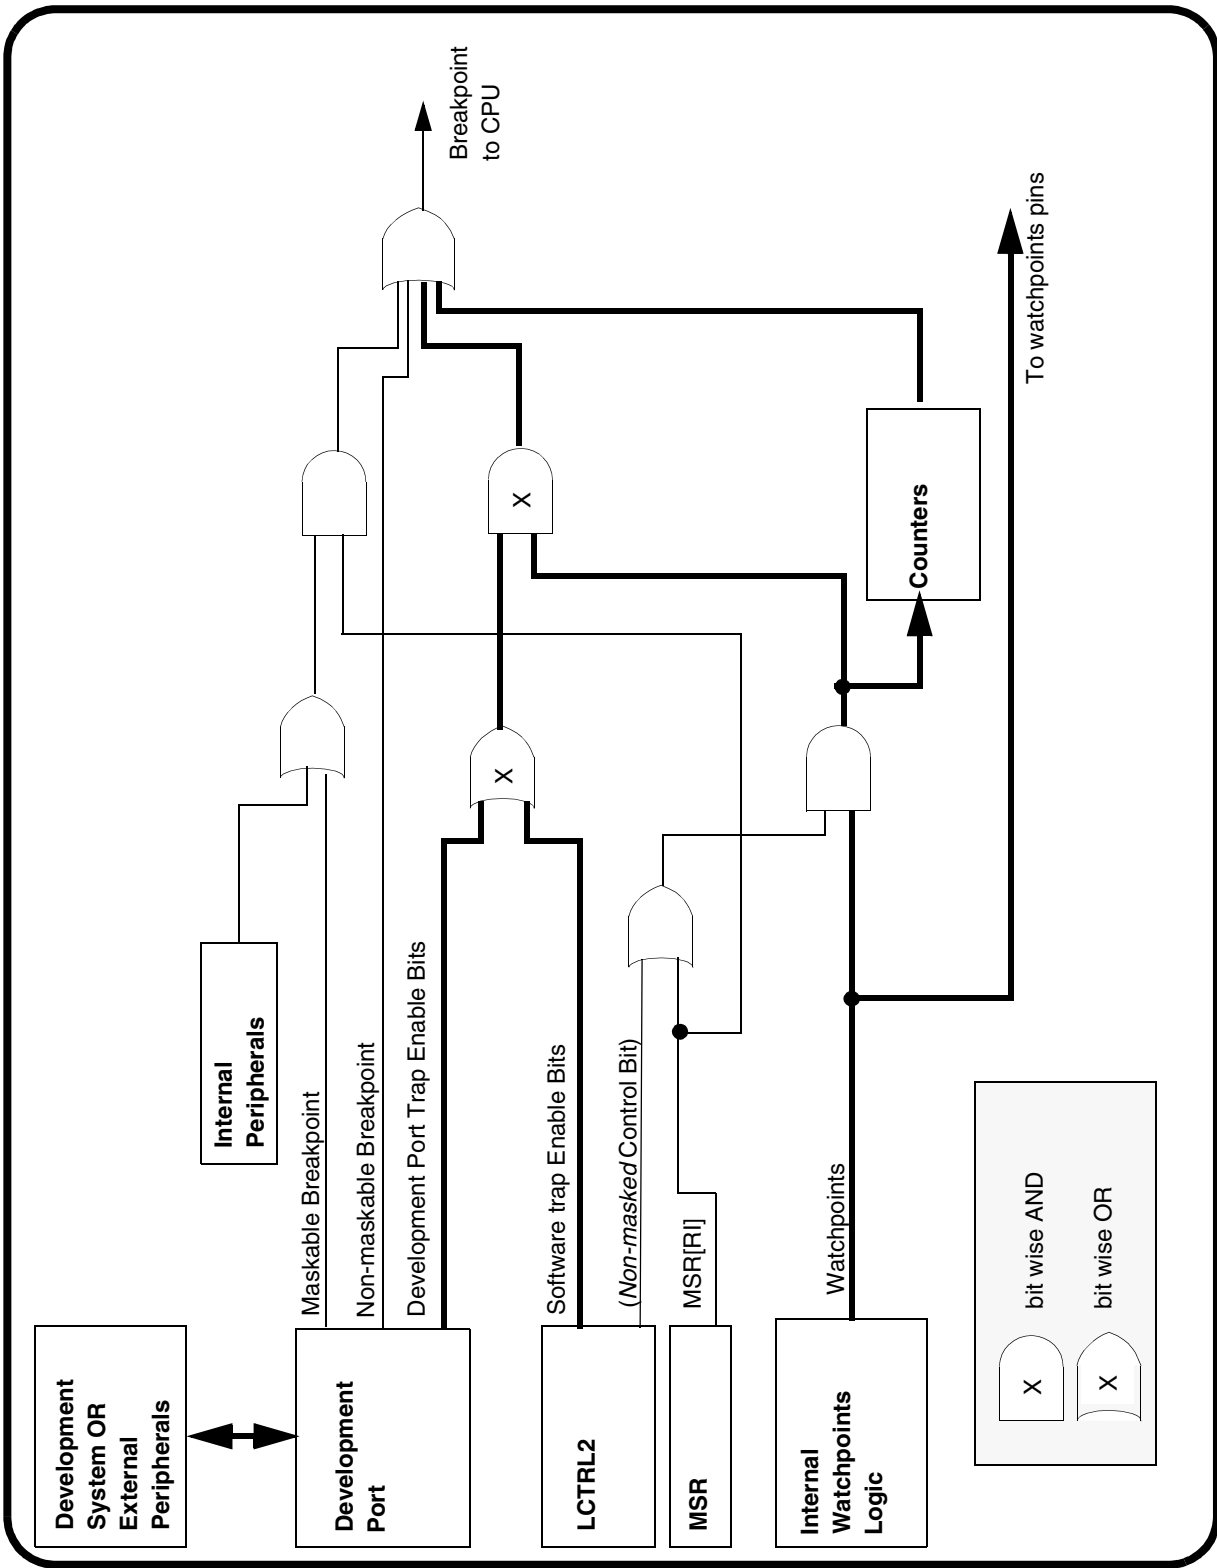 Development
System OR
External
Peripherals
Internal
Peripherals
Breakpoint
to CPU
Maskable Breakpoint
Non-maskable Breakpoint
Development Port Trap Enable Bits
Development
Port
X
X
Software trap Enable Bits
LCTRL2
(Non-masked Control Bit)
MSR[RI]
MSR
Counters
Watchpoints
Internal
Watchpoints
Logic
To watchpoints pins
X bit wise AND
X bit wise OR